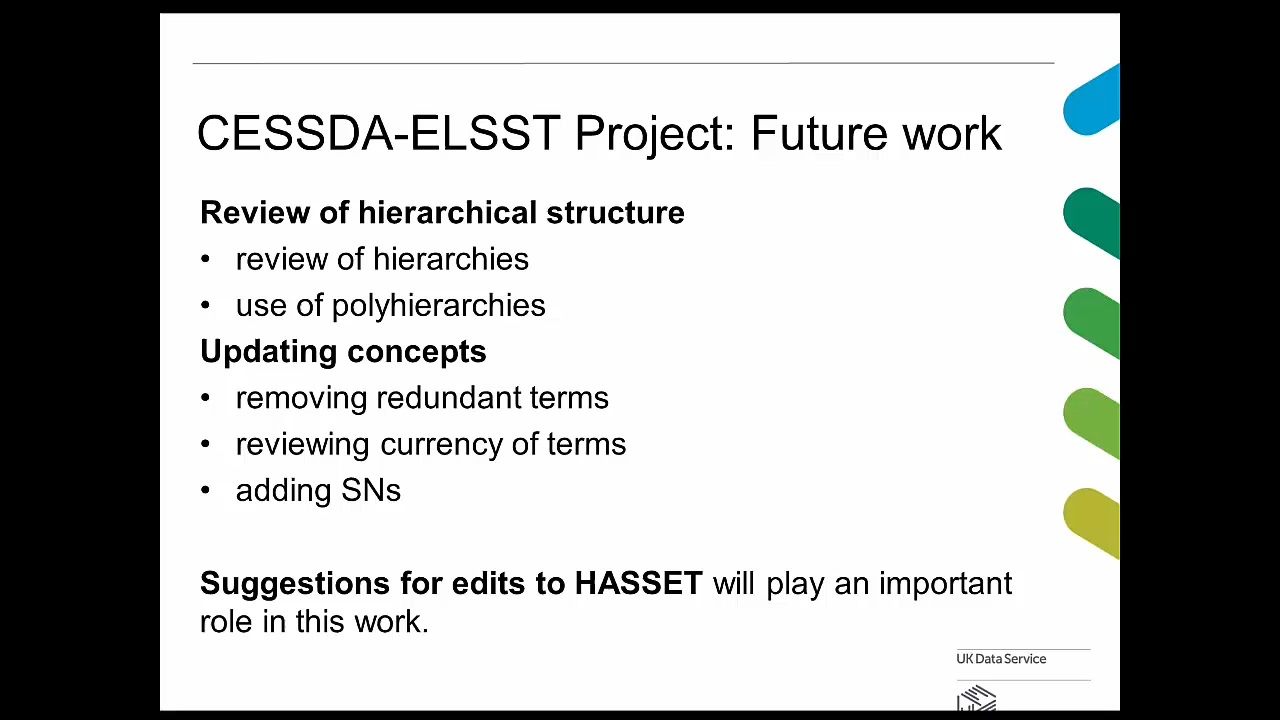 CESSDA-ELSST Project: Future work
Review of hierarchical structure
• review of hierarchies
• use of polyhierarchies
Updating concepts
• removing redundant terms
• reviewing currency of terms
• adding SNs
Suggestions for edits to HASSET will play an important
role in this work.
UK Data Service